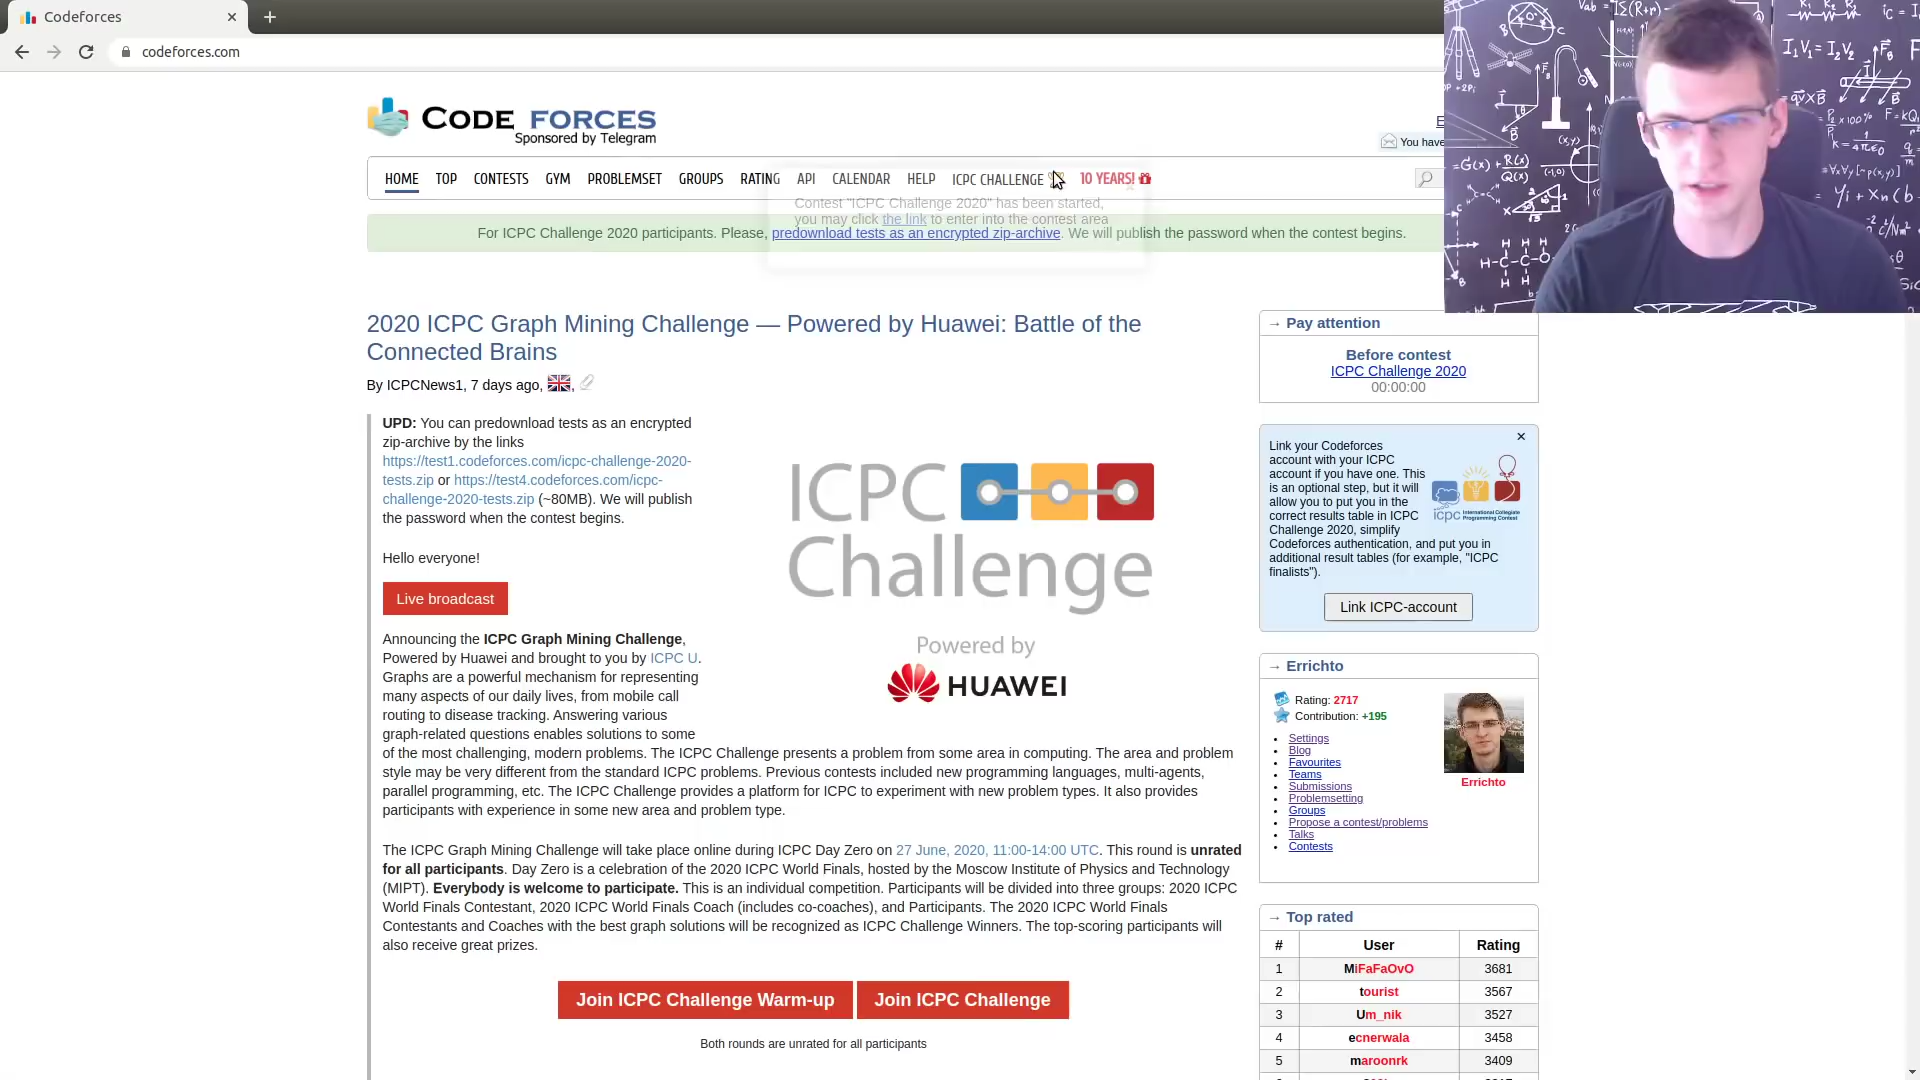 Codeforces
codeforces.com
CODE FORCES
Sponsored by Telegram
You have
HOME TOP CONTESTS GYM PROBLEMSET GROUPS RATING API CALENDAR HELP ICPC CHALLENGE 10 YEARS!
Contest "ICPC Challenge 2020" has been started,
you may click the link to enter into the contest area
For ICPC Challenge 2020 participants. Please, predownload tests as an encrypted zip-archive. We will publish the password when the contest begins.
2020 ICPC Graph Mining Challenge — Powered by Huawei: Battle of the
Connected Brains
By ICPCNews1, 7 days ago,
UPD: You can predownload tests as an encrypted
zip-archive by the links
https://test1.codeforces.com/icpc-challenge-2020-
tests.zip or https://test4.codeforces.com/icpc-
challenge-2020-tests.zip (~80MB). We will publish
the password when the contest begins.
Hello everyone!
Live broadcast
ICPC
Challenge
Powered by
HUAWEI
Announcing the ICPC Graph Mining Challenge,
Powered by Huawei and brought to you by ICPC U.
Graphs are a powerful mechanism for representing
many aspects of our daily lives, from mobile call
routing to disease tracking. Answering various
graph-related questions enables solutions to some
of the most challenging, modern problems. The ICPC Challenge presents a problem from some area in computing. The area and problem
style may be very different from the standard ICPC problems. Previous contests included new programming languages, multi-agents,
parallel programming, etc. The ICPC Challenge provides a platform for ICPC to experiment with new problem types. It also provides
participants with experience in some new area and problem type.
The ICPC Graph Mining Challenge will take place online during ICPC Day Zero on 27 June, 2020, 11:00-14:00 UTC. This round is unrated
for all participants. Day Zero is a celebration of the 2020 ICPC World Finals, hosted by the Moscow Institute of Physics and Technology
(MIPT). Everybody is welcome to participate. This is an individual competition. Participants will be divided into three groups: 2020 ICPC
World Finals Contestant, 2020 ICPC World Finals Coach (includes co-coaches), and Participants. The 2020 ICPC World Finals
Contestants and Coaches with the best graph solutions will be recognized as ICPC Challenge Winners. The top-scoring participants will
also receive great prizes.
Join ICPC Challenge Warm-up Join ICPC Challenge
Both rounds are unrated for all participants
→ Pay attention
Before contest
ICPC Challenge 2020
00:00:00
Link your Codeforces
account with your ICPC
account if you have one. This
is an optional step, but it will
allow you to put you in the
correct results table in ICPC
Challenge 2020, simplify
Codeforces authentication, and put you in
additional result tables (for example, "ICPC
finalists").
icpc International Collegiate
Programming Contest
Link ICPC-account
→ Errichto
Rating: 2717
Contribution: +195
Settings
Blog
Favourites
Teams
Submissions
Problemsetting
Groups
Propose a contest/problems
Talks
Contests
Errichto
→ Top rated
# User Rating
1 MiFaFaOvO 3681
2 tourist 3567
3 Um_nik 3527
4 ecnerwala 3458
5 maroonrk 3409